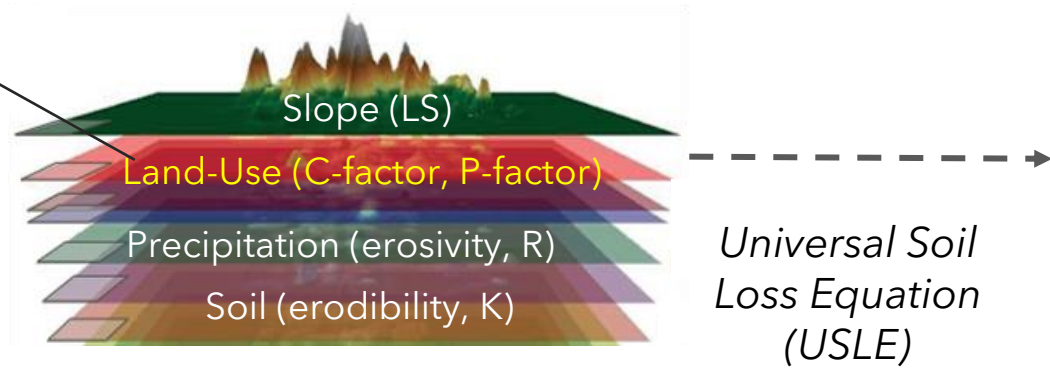 Slope (LS)
Land-Use (C-factor, P-factor)
Precipitation (erosivity, R)
Soil (erodibility, K)
Universal Soil
Loss Equation
(USLE)